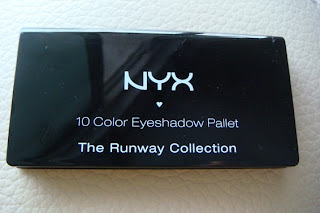 NYX
10 Color Eyeshadow Pallet
The Runway Collection